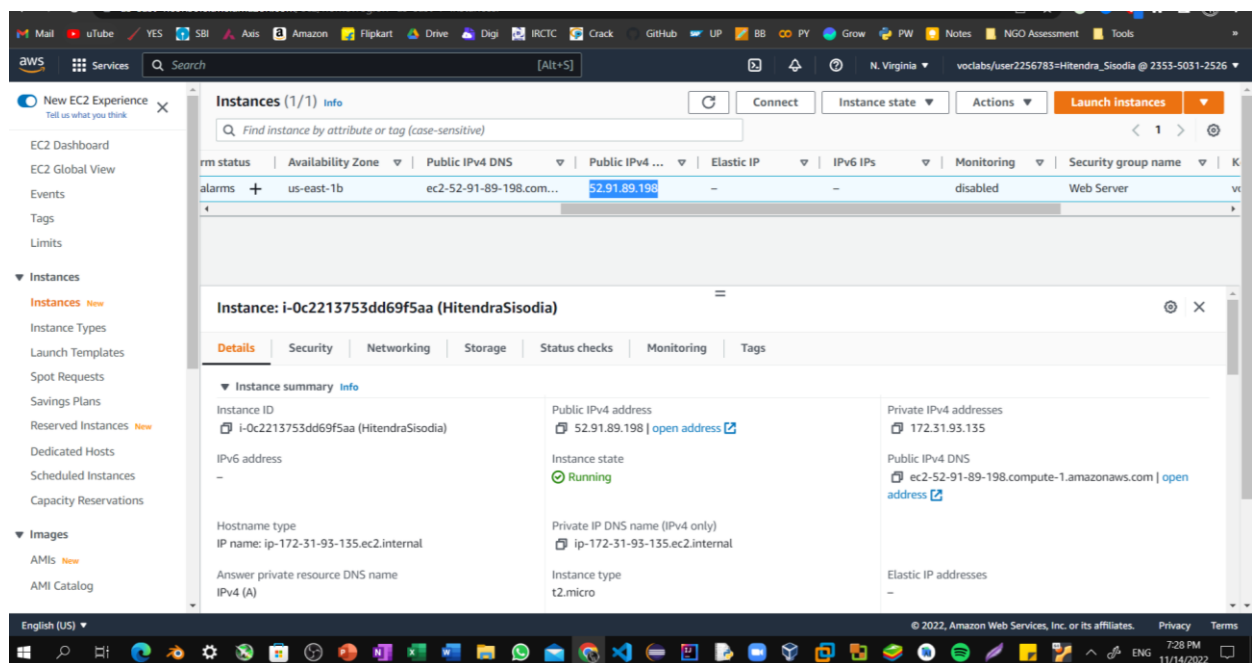 Mail uTube YES SBI Axis Amazon Flipkart Drive Digi IRCTC Crack GitHub UP BB PY Grow PW Notes NGO Assessment Tools »
aws Services Search [Alt+S] N. Virginia ▼ voclabs/user2256783=Hitendra_Sisodia @ 2353-5031-2526 ▼
New EC2 Experience
Tell us what you think
EC2 Dashboard
EC2 Global View
Events
Tags
Limits
▼ Instances
Instances New
Instance Types
Launch Templates
Spot Requests
Savings Plans
Reserved Instances New
Dedicated Hosts
Scheduled Instances
Capacity Reservations
▼ Images
AMIs New
AMI Catalog
Instances (1/1) Info
Connect Instance state ▼ Actions ▼ Launch instances ▼
Find instance by attribute or tag (case-sensitive)
< 1 >
rm status Availability Zone Public IPv4 DNS Public IPv4 ... Elastic IP IPv6 IPs Monitoring Security group name K
alarms + us-east-1b ec2-52-91-89-198.com... 52.91.89.198 – – disabled Web Server vo
Instance: i-0c2213753dd69f5aa (HitendraSisodia)
Details Security Networking Storage Status checks Monitoring Tags
▼ Instance summary Info
Instance ID
i-0c2213753dd69f5aa (HitendraSisodia)
Public IPv4 address
52.91.89.198 | open address
Private IPv4 addresses
172.31.93.135
IPv6 address
–
Instance state
Running
Public IPv4 DNS
ec2-52-91-89-198.compute-1.amazonaws.com | open
address
Hostname type
IP name: ip-172-31-93-135.ec2.internal
Private IP DNS name (IPv4 only)
ip-172-31-93-135.ec2.internal
Answer private resource DNS name
IPv4 (A)
Instance type
t2.micro
Elastic IP addresses
–
English (US) ▼ © 2022, Amazon Web Services, Inc. or its affiliates. Privacy Terms
ENG
7:28 PM
11/14/2022